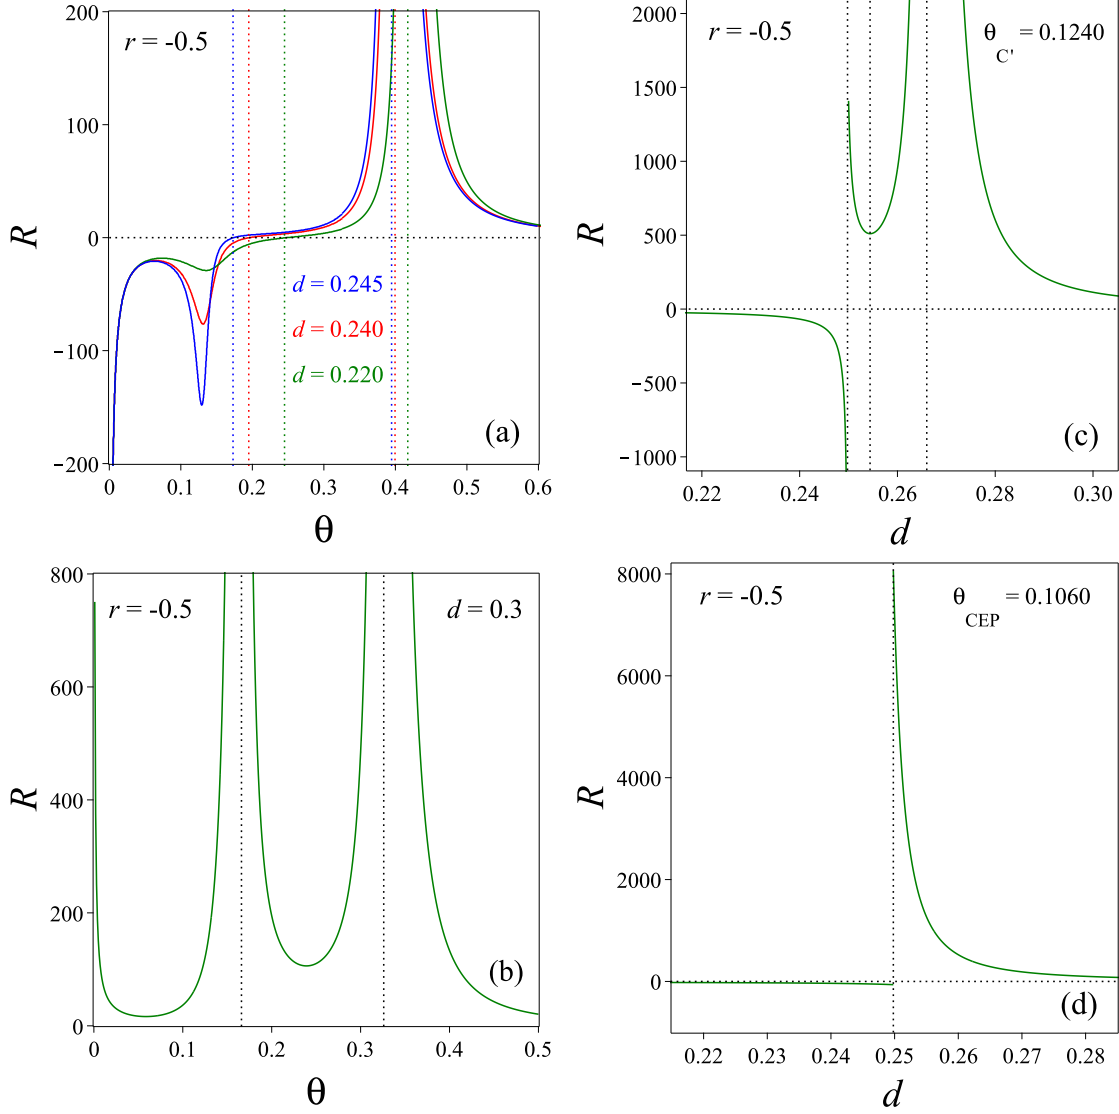 r = -0.5
200
100
0
−100
−200
R
d = 0.245
d = 0.240
d = 0.220
(a)
0 0.1 0.2 0.3 0.4 0.5 0.6
θ
r = -0.5
θC' = 0.1240
2000
1500
1000
500
0
−500
−1000
R
(c)
0.22 0.24 0.26 0.28 0.30
d
r = -0.5 d = 0.3
800
600
400
200
0
R
(b)
0 0.1 0.2 0.3 0.4 0.5
θ
r = -0.5
θCEP = 0.1060
8000
6000
4000
2000
0
R
(d)
0.22 0.23 0.24 0.25 0.26 0.27 0.28
d